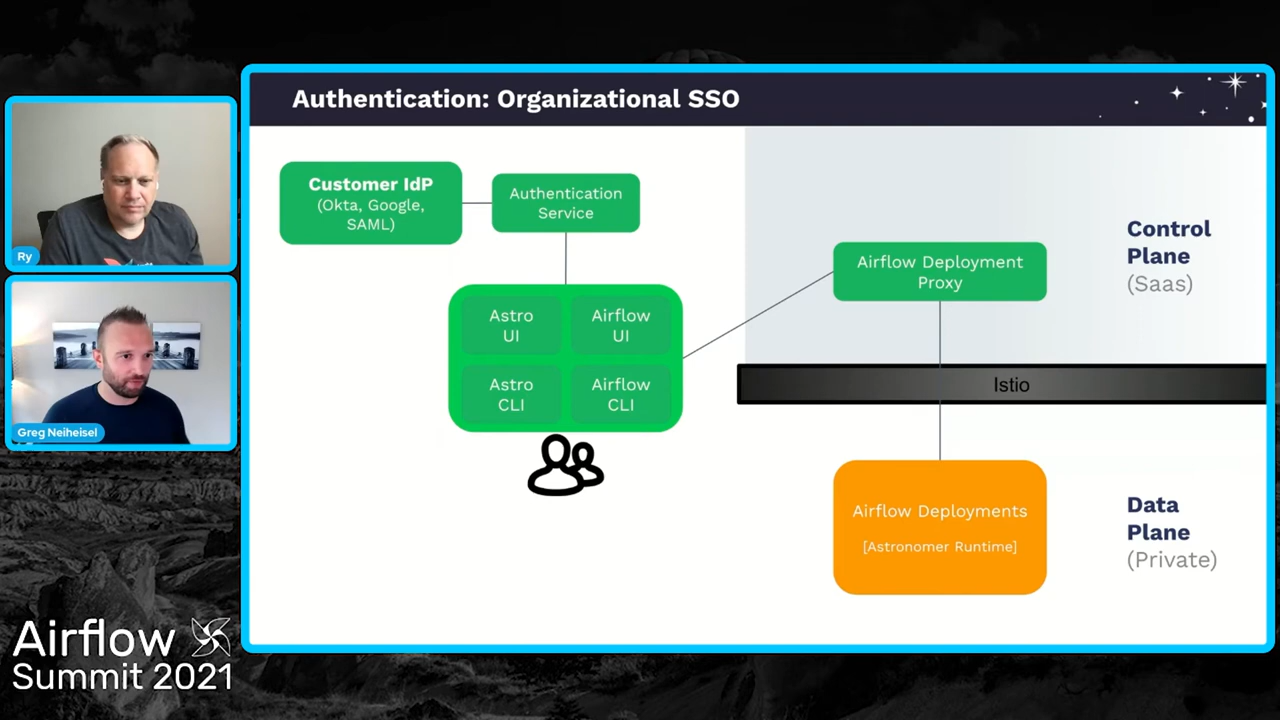 Authentication: Organizational SSO
Customer IdP
(Okta, Google,
SAML)
Authentication
Service
Astro
UI
Airflow
UI
Astro
CLI
Airflow
CLI
Airflow Deployment
Proxy
Control
Plane
(Saas)
Istio
Airflow Deployments
[Astronomer Runtime]
Data
Plane
(Private)
Ry
Greg Neiheisel
Airflow
Summit 2021